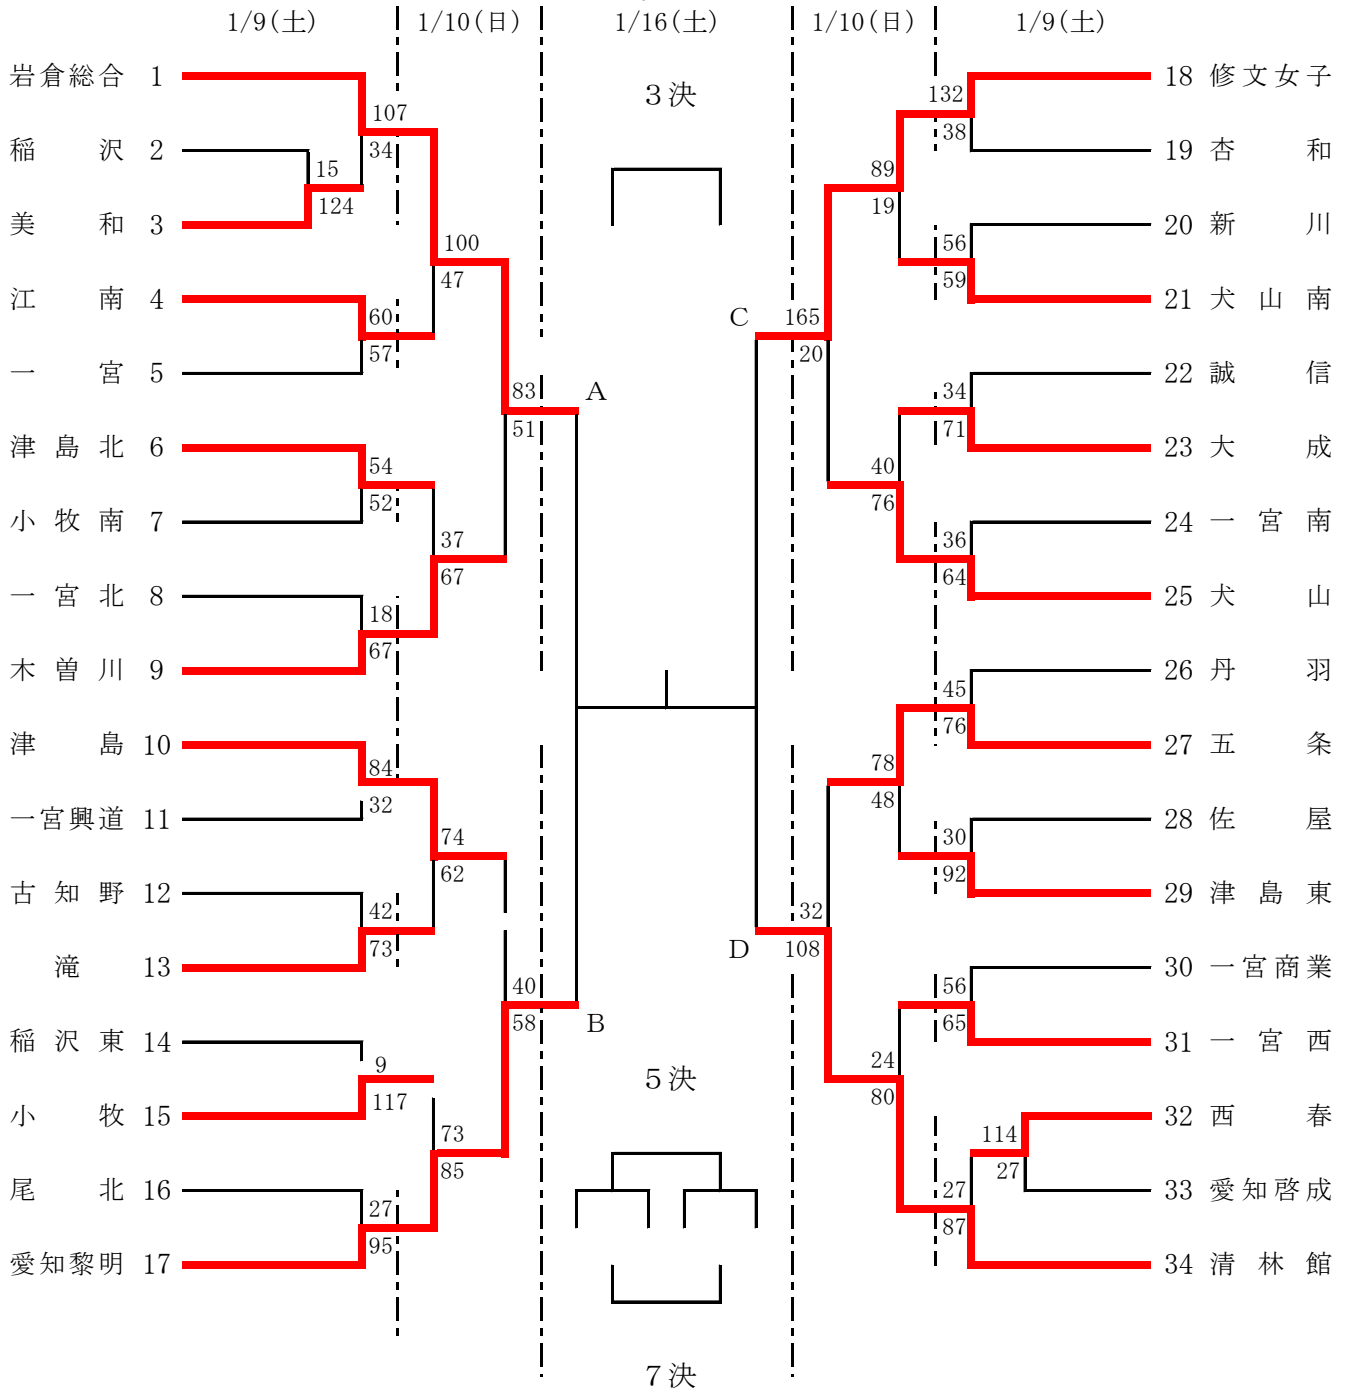 1/9(土) 1/10(日) 1/16(土) 1/10(日) 1/9(土)
3決
岩倉総合 1
稲沢 2
美和 3
江南 4
一宮 5
津島北 6
小牧南 7
一宮北 8
木曽川 9
津島 10
一宮興道 11
古知野 12
滝 13
稲沢東 14
小牧 15
尾北 16
愛知黎明 17
107
34
15
124
100
47
60
57
83
51
54
52
37
67
18
67
84
32
74
62
42
73
40
58
9
117
73
85
27
95
A
B
C
D
5決
7決
132
38
89
19
56
59
165
20
34
71
40
76
36
64
45
76
78
48
30
92
32
108
56
65
24
80
114
27
27
87
18 修文女子
19 杏和
20 新川
21 犬山南
22 誠信
23 大成
24 一宮南
25 犬山
26 丹羽
27 五条
28 佐屋
29 津島東
30 一宮商業
31 一宮西
32 西春
33 愛知啓成
34 清林館